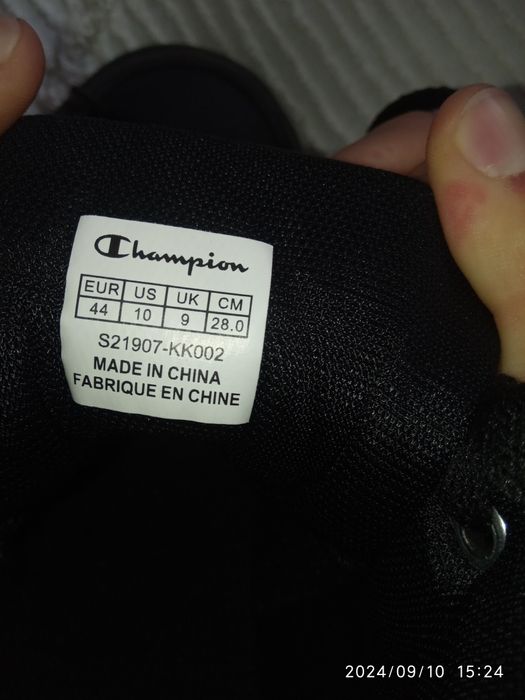 Champion
EUR US UK CM
44 10 9 28.0
S21907-KK002
MADE IN CHINA
FABRIQUE EN CHINE
2024/09/10 15:24